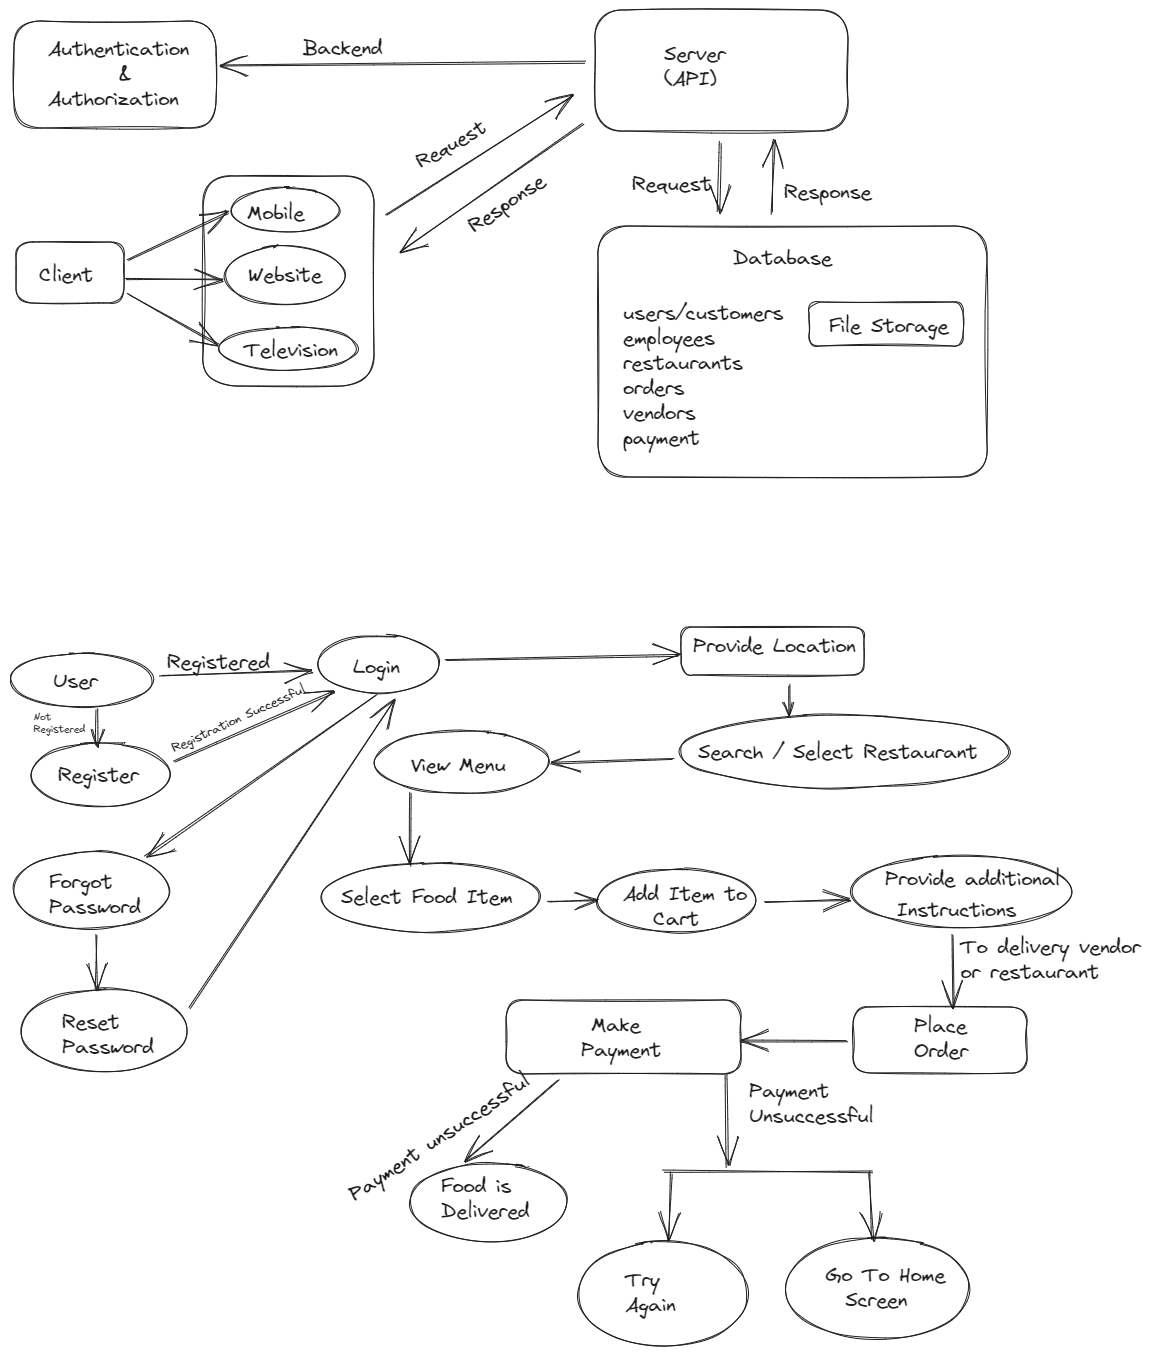 Authentication
&
Authorization
Backend
Server
(API)
Request
Response
Request
Response
Client
Mobile
Website
Television
Database
users/customers
employees
restaurants
orders
vendors
payment
File Storage
User
Registered
Login
Provide Location
Not
Registered
Registration Successful
Register
View Menu
Search / Select Restaurant
Forgot
Password
Select Food Item
Add Item to
Cart
Provide additional
Instructions
To delivery vendor
or restaurant
Reset
Password
Make
Payment
Place
Order
Payment unsuccessful
Payment
Unsuccessful
Food is
Delivered
Try
Again
Go To Home
Screen